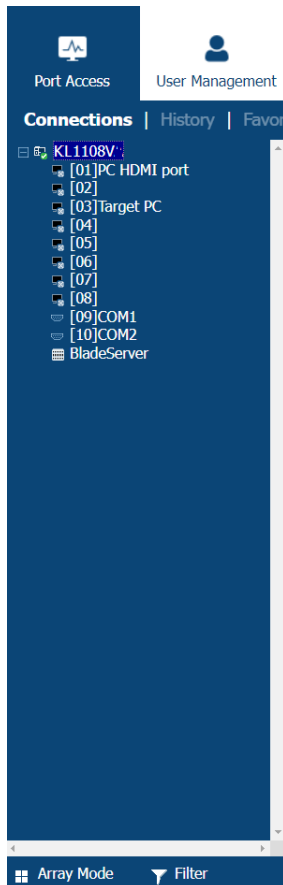 Port Access User Management
Connections | History | Favor
KL1108V
[01]PC HDMI port
[02]
[03]Target PC
[04]
[05]
[06]
[07]
[08]
[09]COM1
[10]COM2
BladeServer
Array Mode Filter